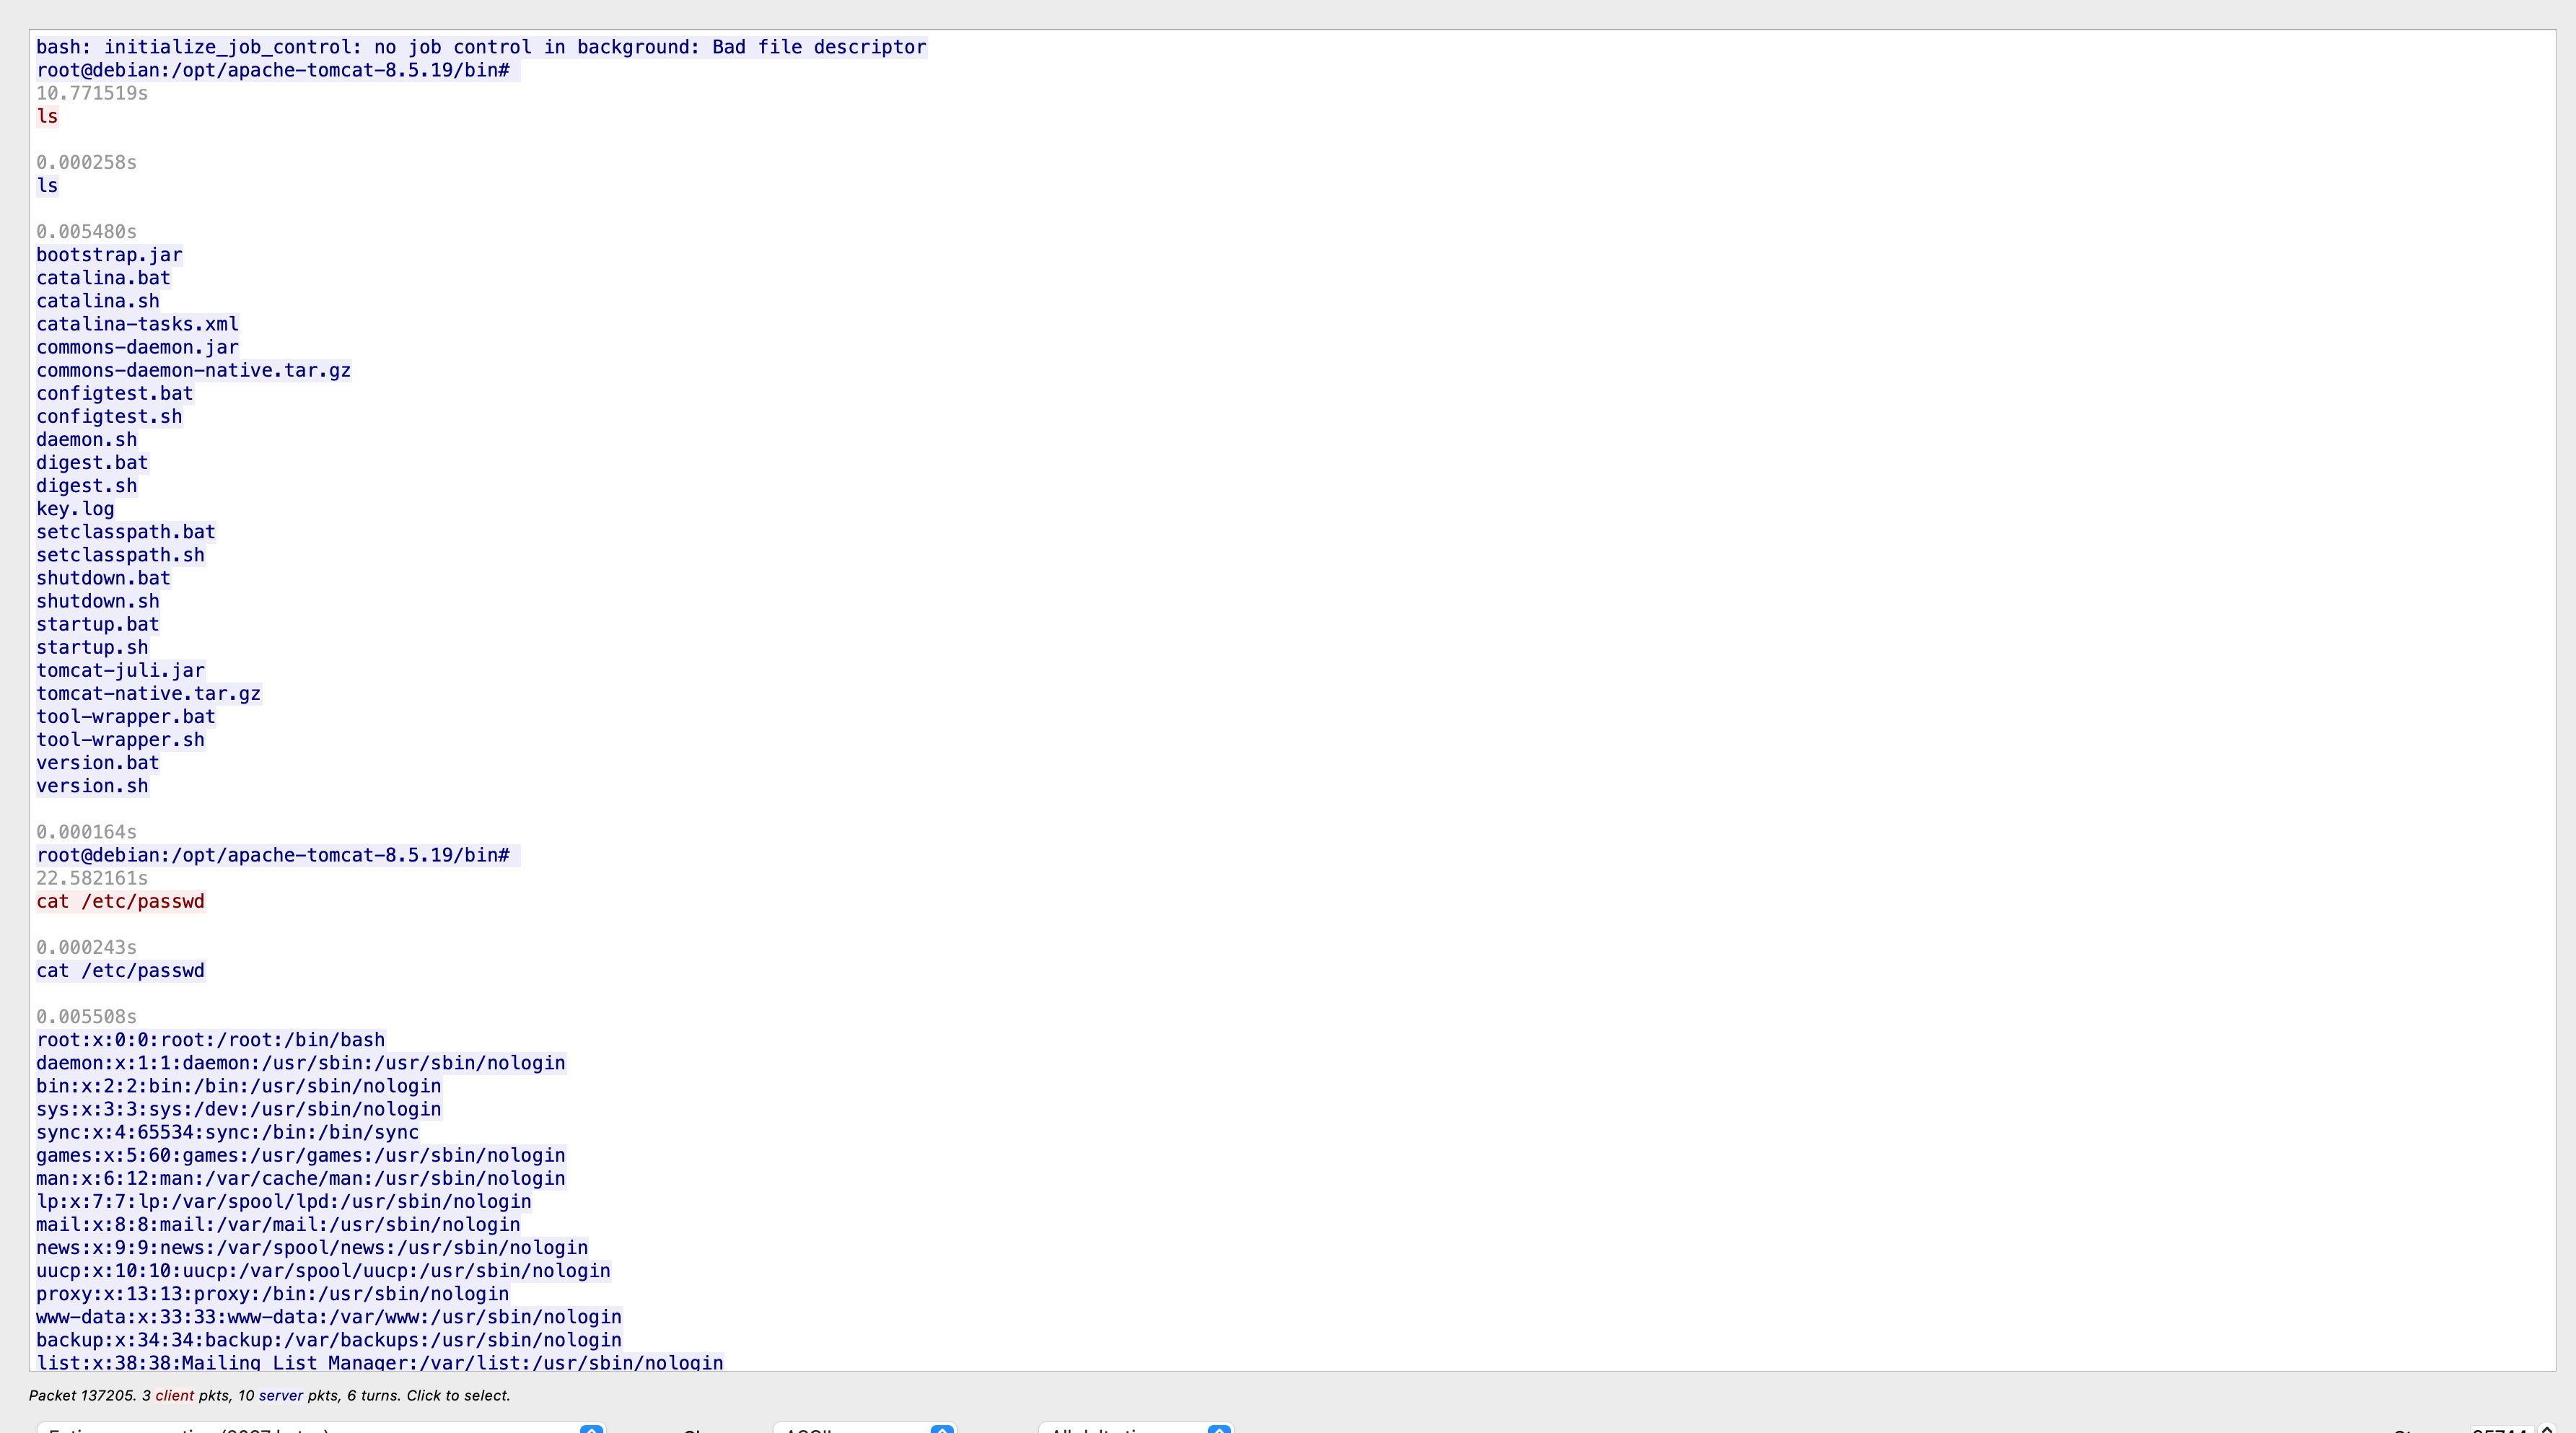 bash: initialize_job_control: no job control in background: Bad file descriptor
root@debian:/opt/apache-tomcat-8.5.19/bin#
10.771519s
ls
0.000258s
ls
0.005480s
bootstrap.jar
catalina.bat
catalina.sh
catalina-tasks.xml
commons-daemon.jar
commons-daemon-native.tar.gz
configtest.bat
configtest.sh
daemon.sh
digest.bat
digest.sh
key.log
setclasspath.bat
setclasspath.sh
shutdown.bat
shutdown.sh
startup.bat
startup.sh
tomcat-juli.jar
tomcat-native.tar.gz
tool-wrapper.bat
tool-wrapper.sh
version.bat
version.sh
0.000164s
root@debian:/opt/apache-tomcat-8.5.19/bin#
22.582161s
cat /etc/passwd
0.000243s
cat /etc/passwd
0.005508s
root:x:0:0:root:/root:/bin/bash
daemon:x:1:1:daemon:/usr/sbin:/usr/sbin/nologin
bin:x:2:2:bin:/bin:/usr/sbin/nologin
sys:x:3:3:sys:/dev:/usr/sbin/nologin
sync:x:4:65534:sync:/bin:/bin/sync
games:x:5:60:games:/usr/games:/usr/sbin/nologin
man:x:6:12:man:/var/cache/man:/usr/sbin/nologin
lp:x:7:7:lp:/var/spool/lpd:/usr/sbin/nologin
mail:x:8:8:mail:/var/mail:/usr/sbin/nologin
news:x:9:9:news:/var/spool/news:/usr/sbin/nologin
uucp:x:10:10:uucp:/var/spool/uucp:/usr/sbin/nologin
proxy:x:13:13:proxy:/bin:/usr/sbin/nologin
www-data:x:33:33:www-data:/var/www:/usr/sbin/nologin
backup:x:34:34:backup:/var/backups:/usr/sbin/nologin
list:x:38:38:Mailing List Manager:/var/list:/usr/sbin/nologin
Packet 137205. 3 client pkts, 10 server pkts, 6 turns. Click to select.